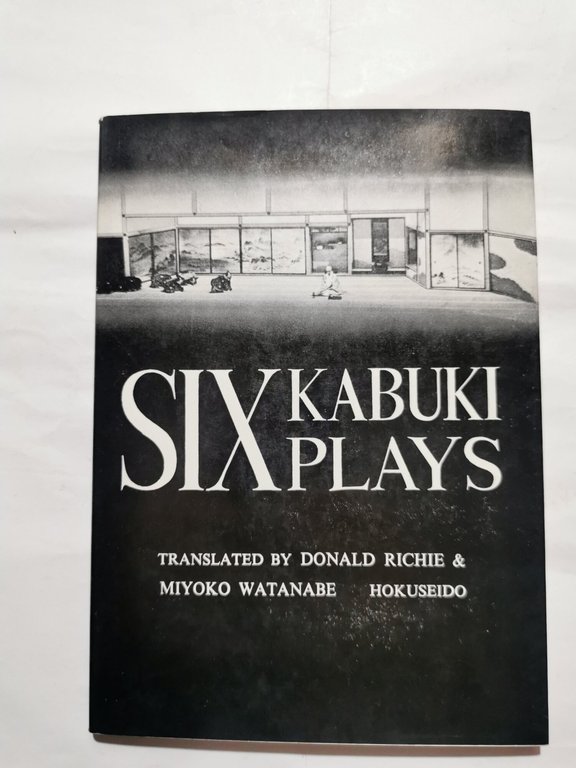 SIX KABUKI
PLAYS
TRANSLATED BY DONALD RICHIE &
MIYOKO WATANABE HOKUSEIDO